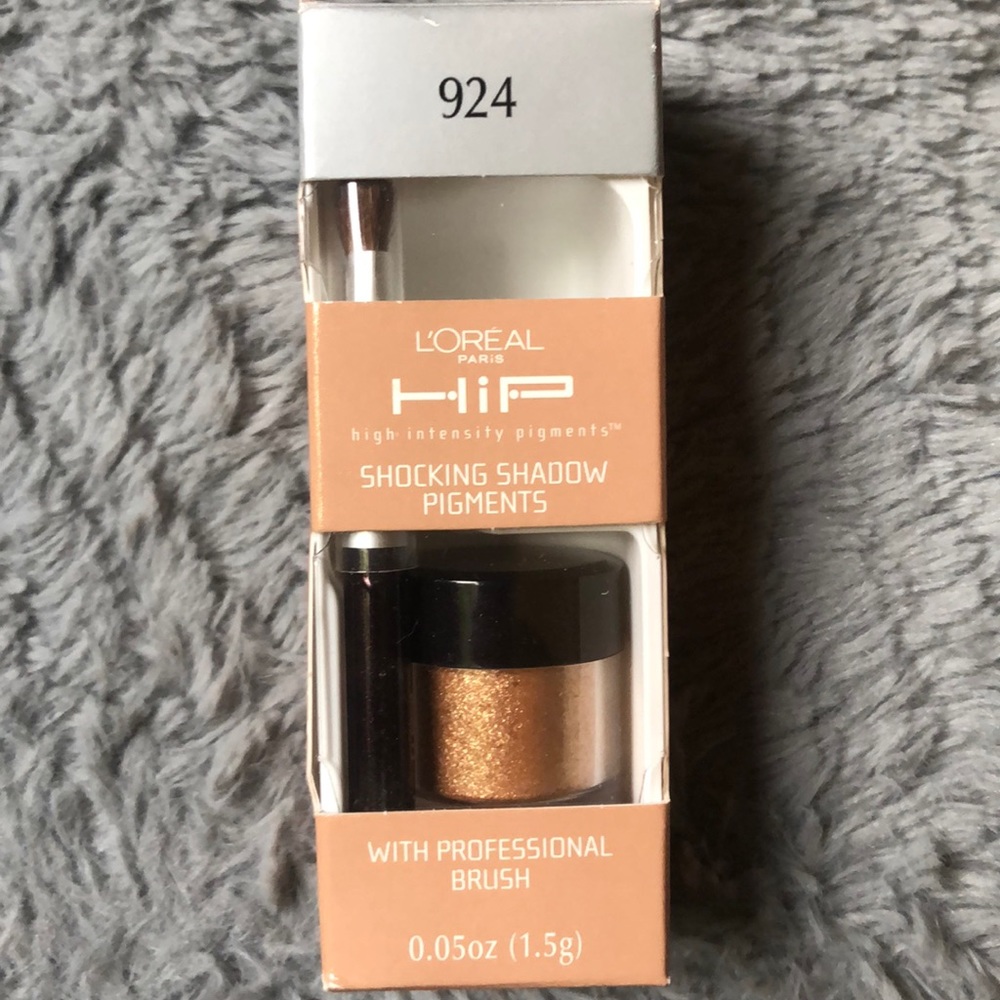 924
L'ORÉAL
PARiS
HiP
high intensity pigments™
SHOCKING SHADOW
PIGMENTS
WITH PROFESSIONAL
BRUSH
0.05oz (1.5g)